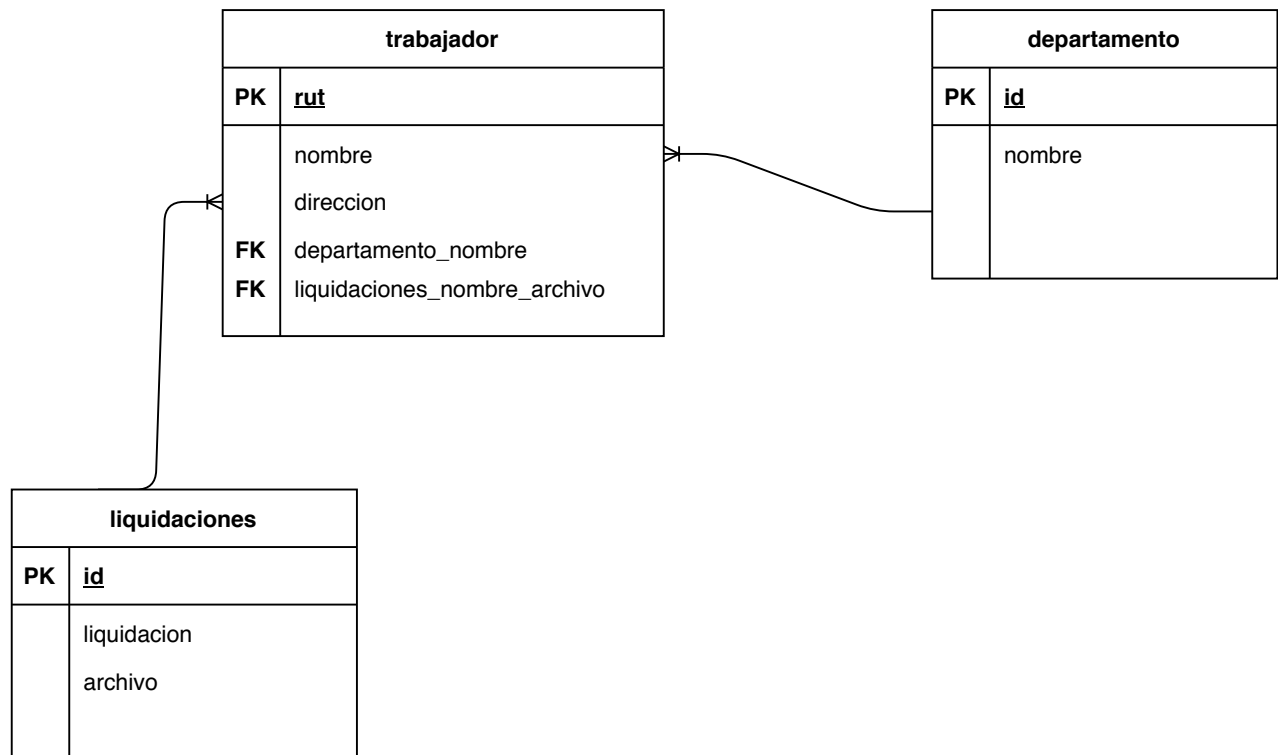 trabajador
PK rut
nombre
direccion
FK departamento_nombre
FK liquidaciones_nombre_archivo
departamento
PK id
nombre
liquidaciones
PK id
liquidacion
archivo